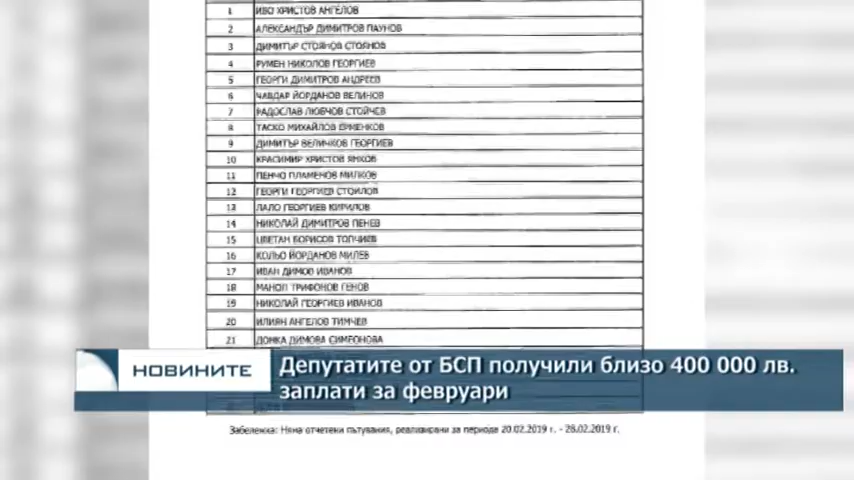 1 ИВО ХРИСТОВ АНГЕЛОВ
2 АЛЕКСАНДЪР ДИМИТРОВ ПАУНОВ
3 ДИМИТЪР СТОЯНОВ СТОЯНОВ
4 РУМЕН НИКОЛОВ ГЕОРГИЕВ
5 ГЕОРГИ ДИМИТРОВ АНДРЕЕВ
6 ЧАВДАР ЙОРДАНОВ ВЕЛИНОВ
7 РАДОСЛАВ ЛЮБЧОВ СТОЙЧЕВ
8 ТАСКО МИХАЙЛОВ ЕРМЕНКОВ
9 ДИМИТЪР ВЕЛИЧКОВ ГЕОРГИЕВ
10 КРАСИМИР ХРИСТОВ ЯНКОВ
11 ПЕНЧО ПЛАМЕНОВ МИЛКОВ
12 ГЕОРГИ ГЕОРГИЕВ СТОИЛОВ
13 ЛАЛО ГЕОРГИЕВ КИРИЛОВ
14 НИКОЛАЙ ДИМИТРОВ ПЕНЕВ
15 ЦВЕТАН БОРИСОВ ТОПЧИЕВ
16 КОЛЬО ЙОРДАНОВ МИЛЕВ
17 ИВАН ДИМОВ ИВАНОВ
18 МАНОЛ ТРИФОНОВ ГЕНОВ
19 НИКОЛАЙ ГЕОРГИЕВ ИВАНОВ
20 ИЛИЯН АНГЕЛОВ ТИМЧЕВ
21 ДОНКА ДИМОВА СИМЕОНОВА
НОВИНИТЕ
Депутатите от БСП получили близо 400 000 лв.
заплати за февруари
Забележка: Няма отчетени пътувания, реализирани за периода 20.02.2019 г. - 28.02.2019 г.